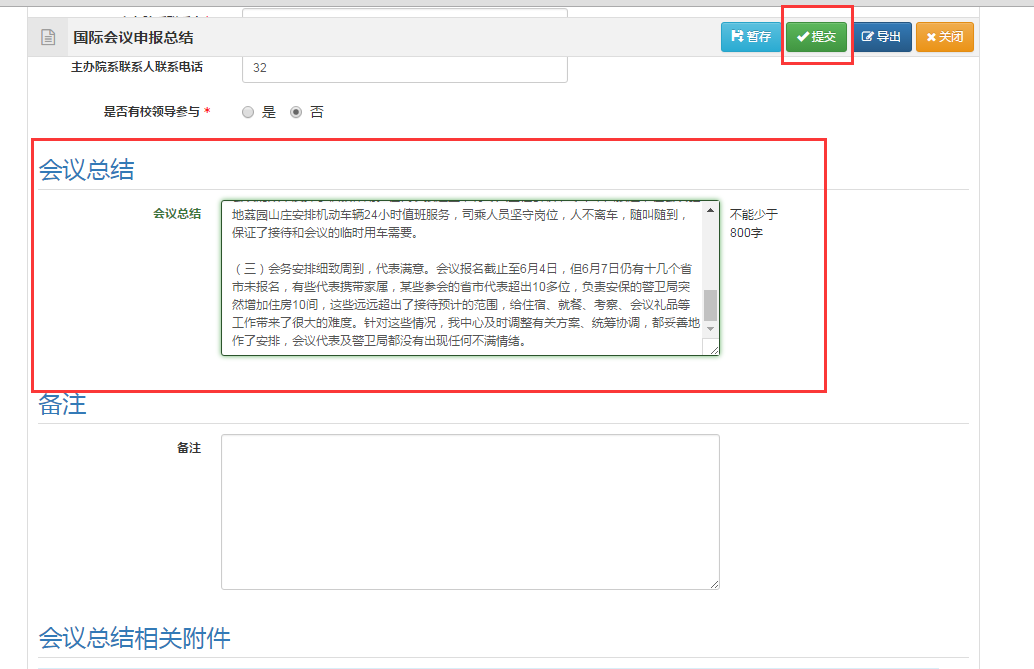 国际会议申报总结
暂存
提交
导出
关闭
主办院系联系人联系电话
32
是否有校领导参与 *
是
否
会议总结
会议总结
地荔园山庄安排机动车辆24小时值班服务，司乘人员坚守岗位，人不离车，随叫随到，
保证了接待和会议的临时用车需要。
（三）会务安排细致周到，代表满意。会议报名截止至6月4日，但6月7日仍有十几个省
市未报名，有些代表携带家属，某些参会的省市代表超出10多位，负责安保的警卫局突
然增加住房10间，这些远远超出了接待预计的范围，给住宿、就餐、考察、会议礼品等
工作带来了很大的难度。针对这些情况，我中心及时调整有关方案、统筹协调，都妥善地
作了安排，会议代表及警卫局都没有出现任何不满情绪。
不能少于
800字
备注
备注
会议总结相关附件